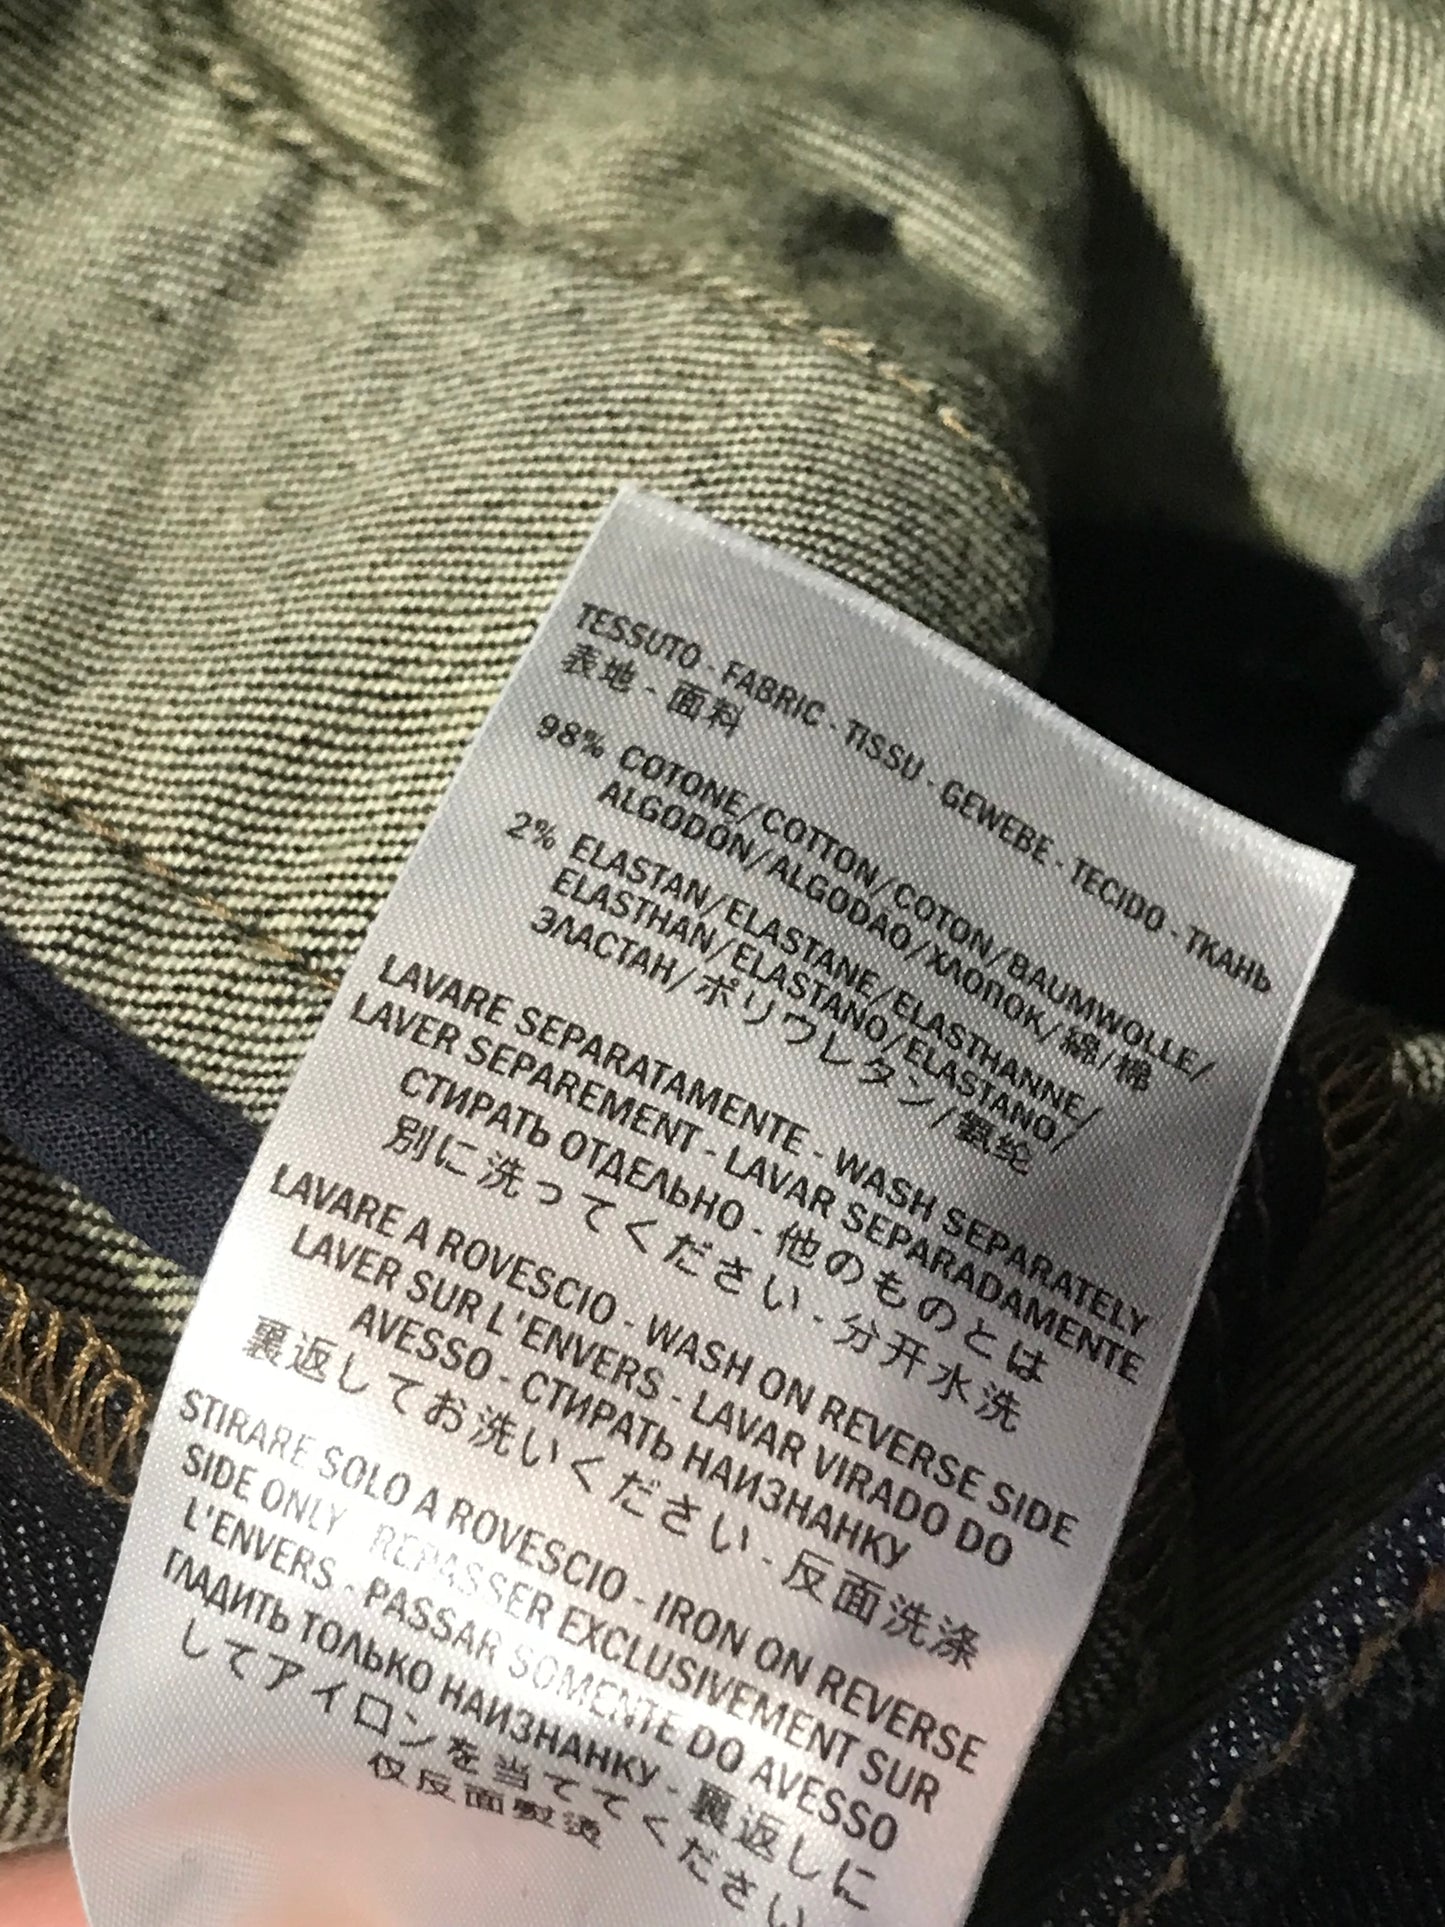 TESSUTO - FABRIC - TISSU - GEWEBE - TECIDO - ТКАНЬ
表地 - 面料
98% COTONE/COTTON/COTON/BAUMWOLLE/
ALGODÓN/ALGODÃO/ХЛОПОК/綿/棉
2% ELASTAN/ELASTANE/ELASTHANNE/
ELASTHAN/ELASTANO/ELASTANO/
ЭЛАСТАН/ポリウレタン/氨纶
LAVARE SEPARATAMENTE - WASH SEPARATELY
LAVER SEPAREMENT - LAVAR SEPARADAMENTE
СТИРАТЬ ОТДЕЛЬНО - 他のものとは
別に洗ってください - 分开水洗
LAVARE A ROVESCIO - WASH ON REVERSE SIDE
LAVER SUR L'ENVERS - LAVAR VIRADO DO
AVESSO - СТИРАТЬ НАИЗНАНКУ
裏返してお洗いください - 反面洗涤
STIRARE SOLO A ROVESCIO - IRON ON REVERSE
SIDE ONLY REPASSER EXCLUSIVEMENT SUR
L'ENVERS - PASSAR SOMENTE DO AVESSO
ГЛАДИТЬ ТОЛЬКО НАИЗНАНКУ - 裏返しに
してアイロンを当ててください
仅反面熨烫